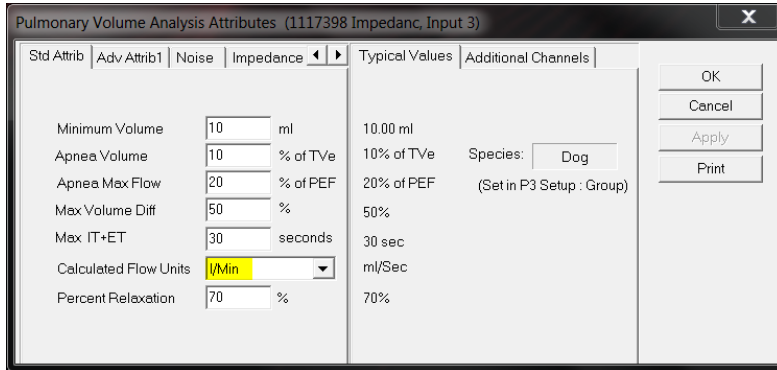 Pulmonary Volume Analysis Attributes (1117398 Impedanc, Input 3)
X
Std Attrib Adv Attrib1 Noise Impedance
Typical Values Additional Channels
OK
Cancel
Apply
Print
Minimum Volume 10 ml 10.00 ml
Apnea Volume 10 % of TVe 10% of TVe Species: Dog
Apnea Max Flow 20 % of PEF 20% of PEF (Set in P3 Setup : Group)
Max Volume Diff 50 % 50%
Max IT+ET 30 seconds 30 sec
Calculated Flow Units l/Min ml/Sec
Percent Relaxation 70 % 70%